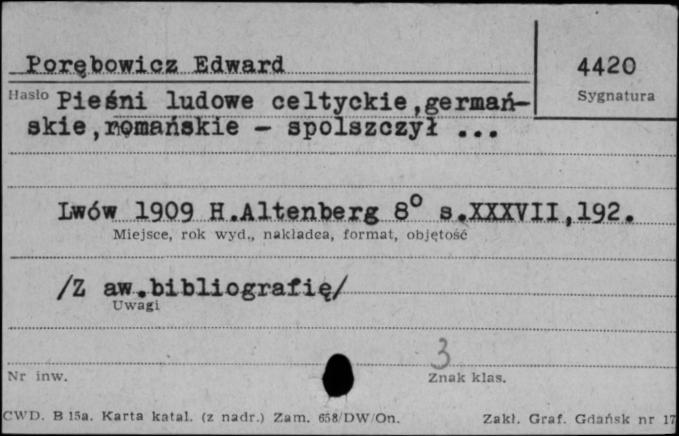 Porębowicz Edward
4420
Hasło
Sygnatura
Pieśni ludowe celtyckie,germań-
skie,romańskie - spolszczył ...
Lwów 1909 H.Altenberg 8° s.XXXVII,192.
Miejsce, rok wyd., nakładca, format, objętość
/Z aw.bibliografię/
Uwagi
3
Nr inw.
Znak klas.
CWD. B 15a. Karta katal. (z nadr.) Zam. 658/DW/On.
Zakł. Graf. Gdańsk nr 17